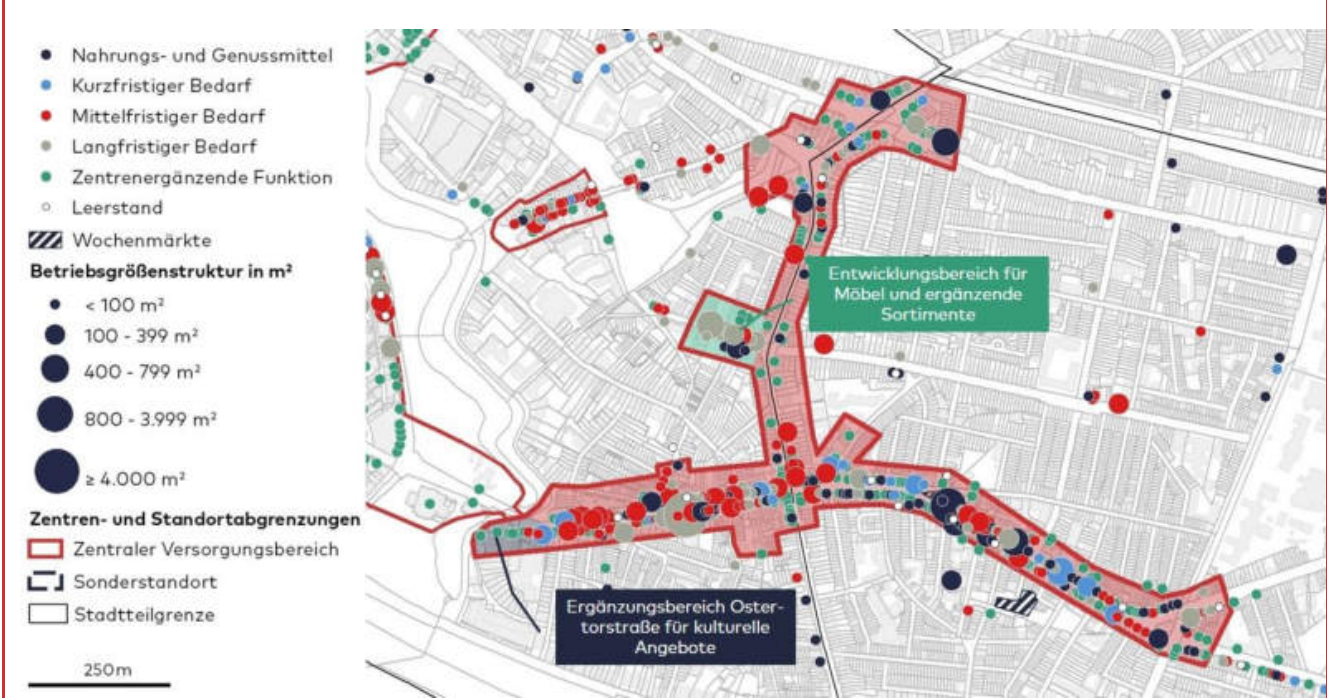 Nahrungs- und Genussmittel
Kurzfristiger Bedarf
Mittelfristiger Bedarf
Langfristiger Bedarf
Zentrenergänzende Funktion
Leerstand
Wochenmärkte
Betriebsgrößenstruktur in m²
< 100 m²
100 - 399 m²
400 - 799 m²
800 - 3.999 m²
≥ 4.000 m²
Zentren- und Standortabgrenzungen
Zentraler Versorgungsbereich
Sonderstandort
Stadtteilgrenze
250m
Entwicklungsbereich für
Möbel und ergänzende
Sortimente
Ergänzungsbereich Oster-
torstraße für kulturelle
Angebote